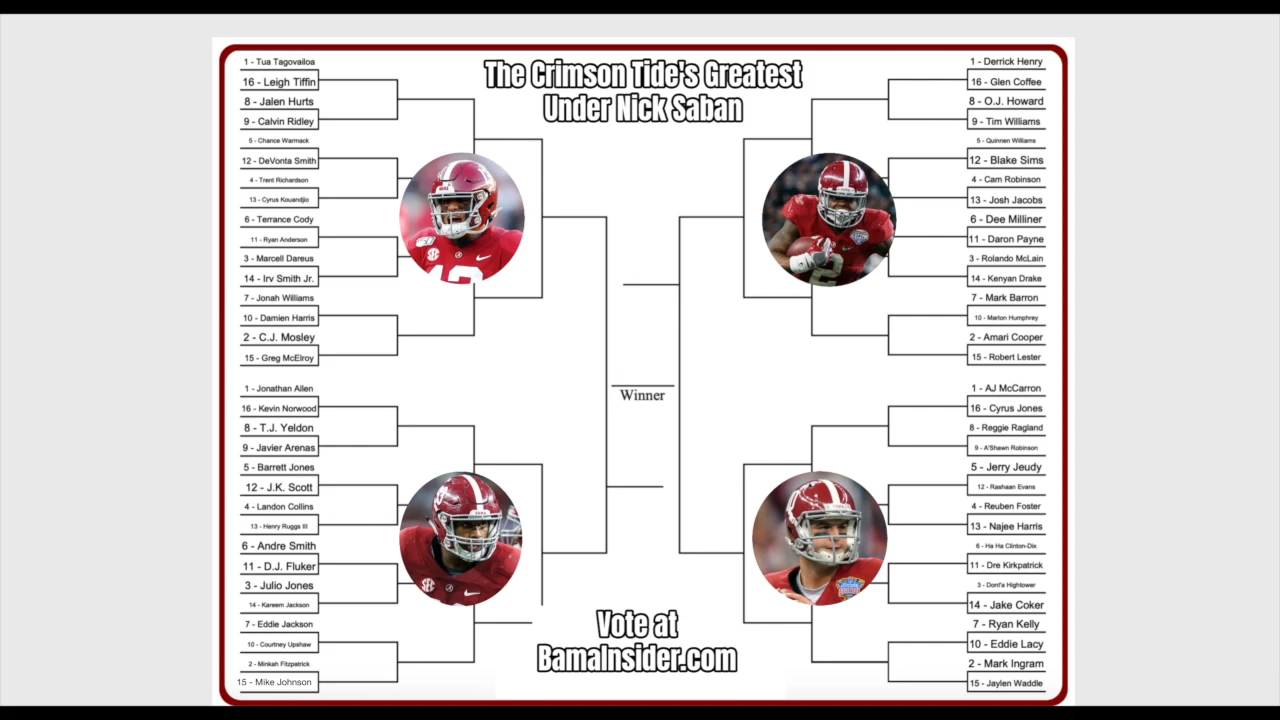 The Crimson Tide's Greatest
Under Nick Saban
1 - Tua Tagovailoa
16 - Leigh Tiffin
8 - Jalen Hurts
9 - Calvin Ridley
5 - Chance Warmack
12 - DeVonta Smith
4 - Trent Richardson
13 - Cyrus Kouandjio
6 - Terrance Cody
11 - Ryan Anderson
3 - Marcell Dareus
14 - Irv Smith Jr.
7 - Jonah Williams
10 - Damien Harris
2 - C.J. Mosley
15 - Greg McElroy
1 - Jonathan Allen
16 - Kevin Norwood
8 - T.J. Yeldon
9 - Javier Arenas
5 - Barrett Jones
12 - J.K. Scott
4 - Landon Collins
13 - Henry Ruggs III
6 - Andre Smith
11 - D.J. Fluker
3 - Julio Jones
14 - Kareem Jackson
7 - Eddie Jackson
10 - Courtney Upshaw
2 - Minkah Fitzpatrick
15 - Mike Johnson
Winner
1 - Derrick Henry
16 - Glen Coffee
8 - O.J. Howard
9 - Tim Williams
5 - Quinnen Williams
12 - Blake Sims
4 - Cam Robinson
13 - Josh Jacobs
6 - Dee Milliner
11 - Daron Payne
3 - Rolando McLain
14 - Kenyan Drake
7 - Mark Barron
10 - Marlon Humphrey
2 - Amari Cooper
15 - Robert Lester
1 - AJ McCarron
16 - Cyrus Jones
8 - Reggie Ragland
9 - A'Shawn Robinson
5 - Jerry Jeudy
12 - Rashaan Evans
4 - Reuben Foster
13 - Najee Harris
6 - Ha Ha Clinton-Dix
11 - Dre Kirkpatrick
3 - Dont'a Hightower
14 - Jake Coker
7 - Ryan Kelly
10 - Eddie Lacy
2 - Mark Ingram
15 - Jaylen Waddle
Vote at
BamaInsider.com